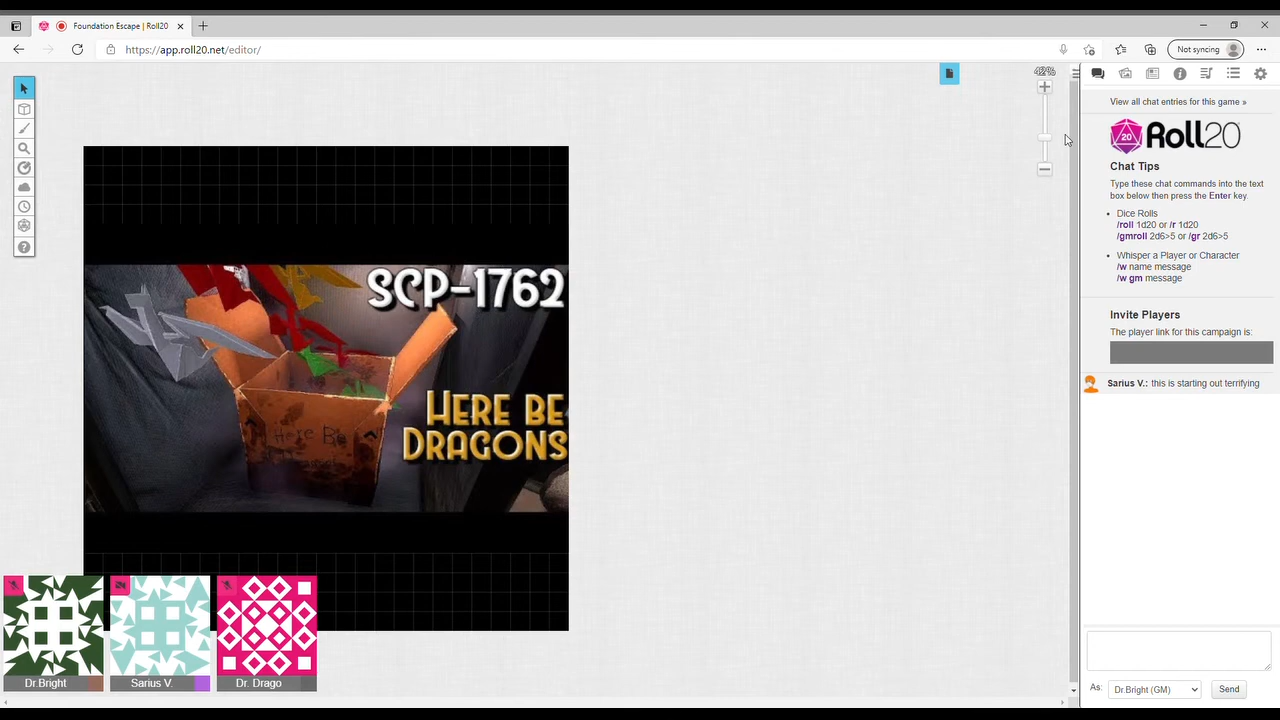 Foundation Escape | Roll20
https://app.roll20.net/editor/
Not syncing
42%
View all chat entries for this game »
20 Roll20
Chat Tips
Type these chat commands into the text
box below then press the Enter key.
• Dice Rolls
/roll 1d20 or /r 1d20
/gmroll 2d6>5 or /gr 2d6>5
• Whisper a Player or Character
/w name message
/w gm message
Invite Players
The player link for this campaign is:
Sarius V.: this is starting out terrifying
SCP-1762
Here Be
Dragons
Here Be
Dr.Bright
Sarius V.
Dr. Drago
As:
Dr.Bright (GM)
Send